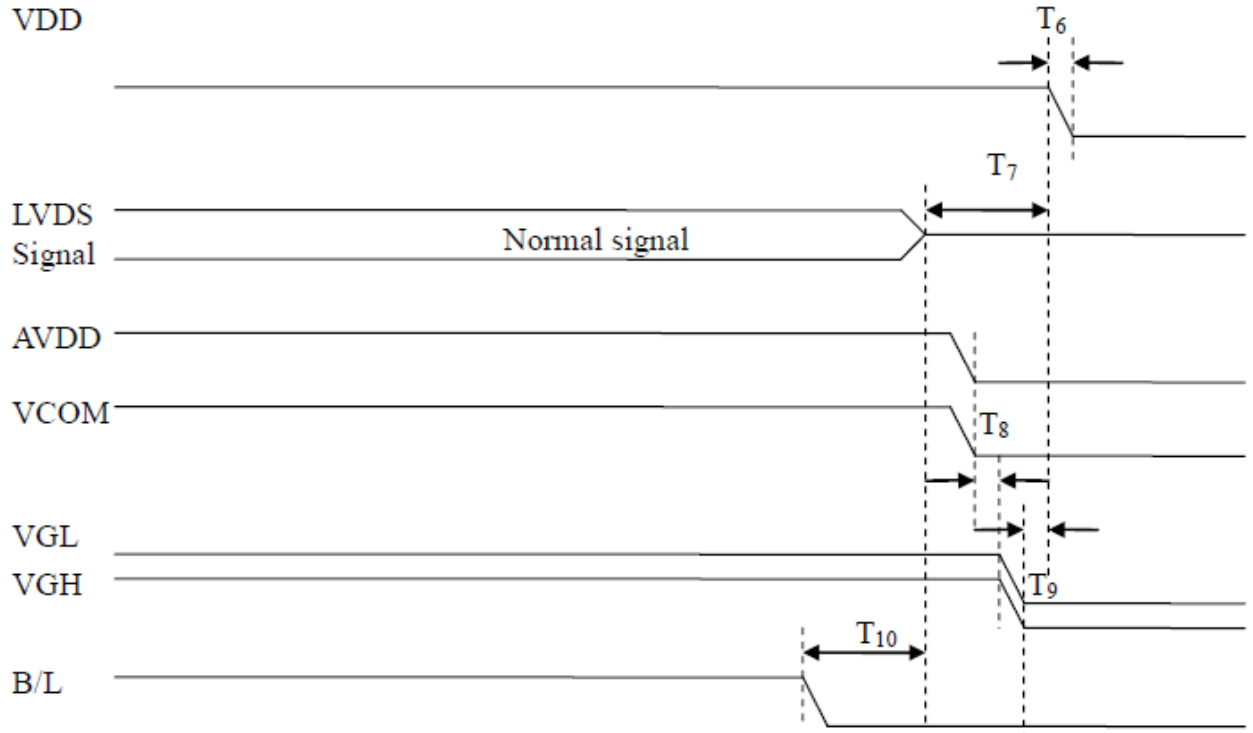 VDD
T6
T7
LVDS
Signal
Normal signal
AVDD
VCOM
T8
VGL
VGH
T9
T10
B/L